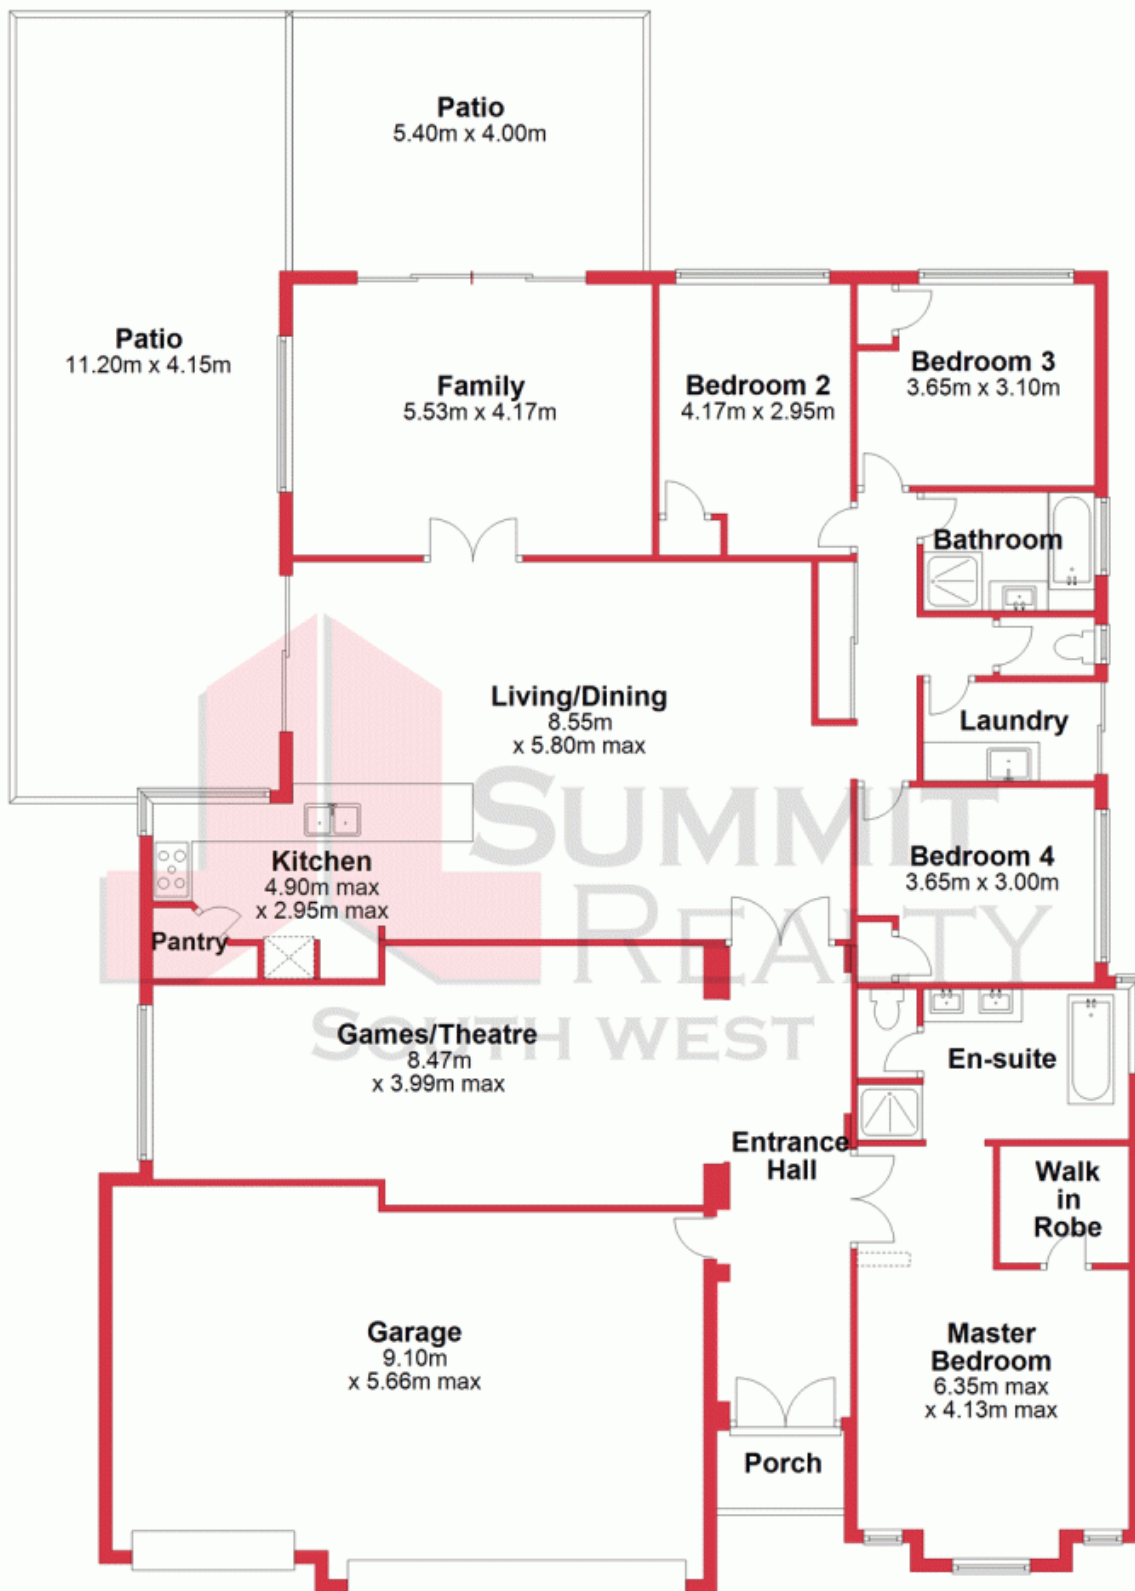 Patio
5.40m x 4.00m
Patio
11.20m x 4.15m
Family
5.53m x 4.17m
Bedroom 2
4.17m x 2.95m
Bedroom 3
3.65m x 3.10m
Bathroom
Living/Dining
8.55m
x 5.80m max
Laundry
Kitchen
4.90m max
x 2.95m max
Pantry
Bedroom 4
3.65m x 3.00m
SUMMIT
REALTY
SOUTH WEST
Games/Theatre
8.47m
x 3.99m max
En-suite
Entrance
Hall
Walk
in
Robe
Garage
9.10m
x 5.66m max
Master
Bedroom
6.35m max
x 4.13m max
Porch